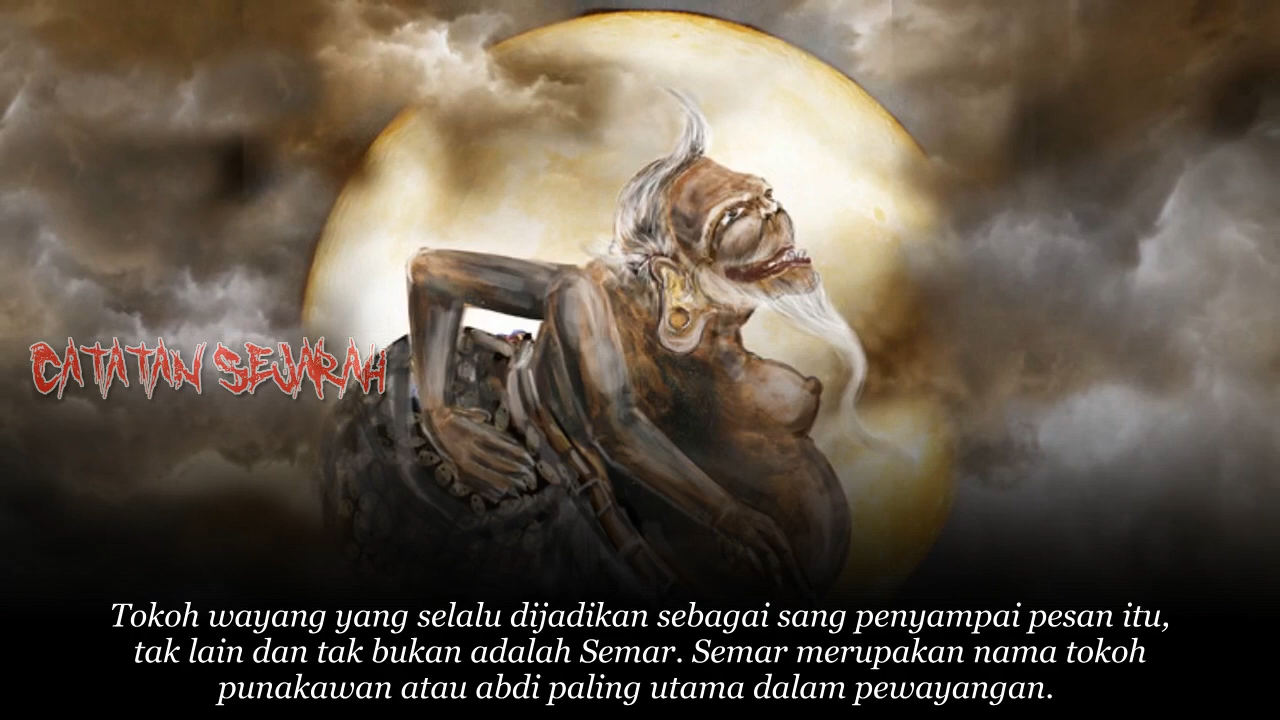 CATATAN SEJARAH
Tokoh wayang yang selalu dijadikan sebagai sang penyampai pesan itu,
tak lain dan tak bukan adalah Semar. Semar merupakan nama tokoh
punakawan atau abdi paling utama dalam pewayangan.